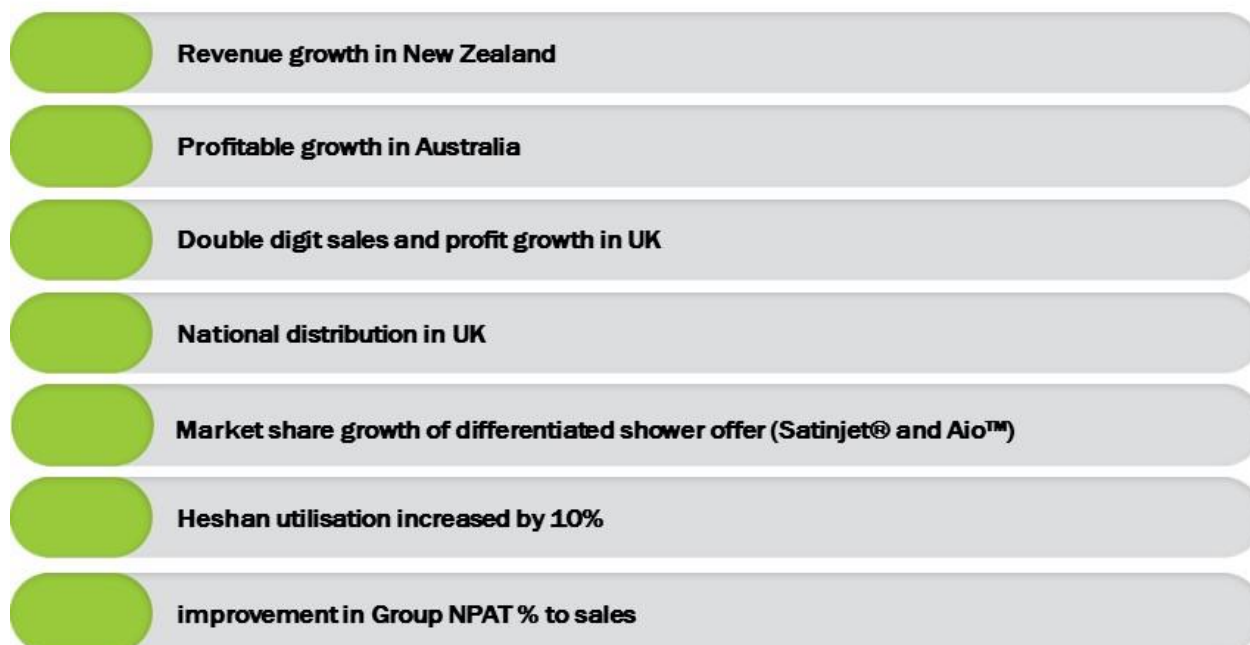 Revenue growth in New Zealand
Profitable growth in Australia
Double digit sales and profit growth in UK
National distribution in UK
Market share growth of differentiated shower offer (Satinjet® and Aio™)
Heshan utilisation increased by 10%
improvement in Group NPAT % to sales